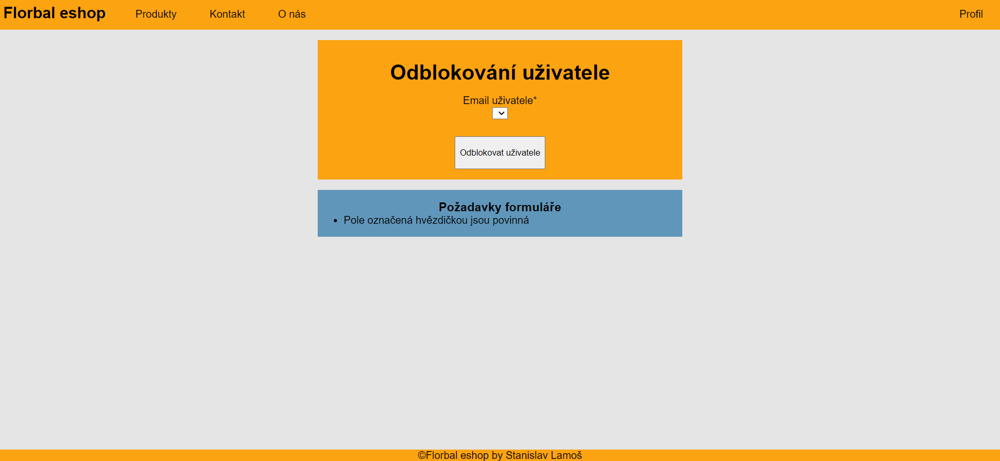 Florbal eshop Produkty Kontakt O nás Profil
Odblokování uživatele
Email uživatele*
Odblokovat uživatele
Požadavky formuláře
• Pole označená hvězdičkou jsou povinná
©Florbal eshop by Stanislav Lamoš